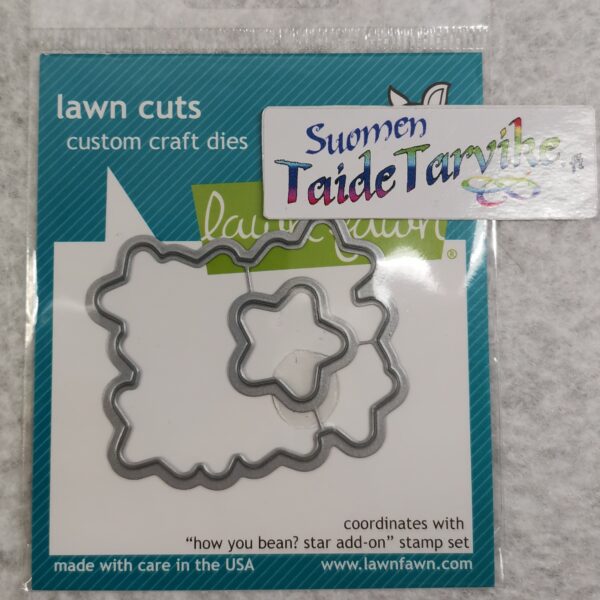 lawn cuts
custom craft dies
Suomen
TaideTarvike.fi
lawn fawn
®
coordinates with
“how you bean? star add-on” stamp set
made with care in the USA
www.lawnfawn.com